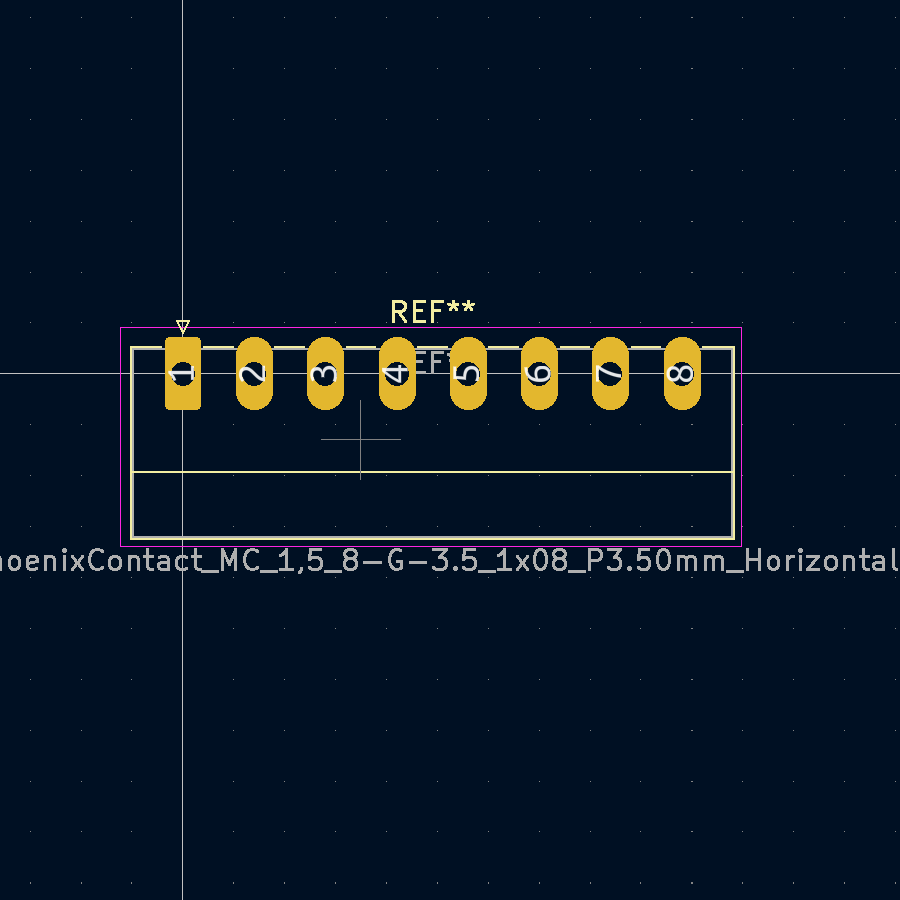 REF**
1 2 3 4 5 6 7 8
hoenixContact_MC_1,5_8-G-3.5_1x08_P3.50mm_Horizontal